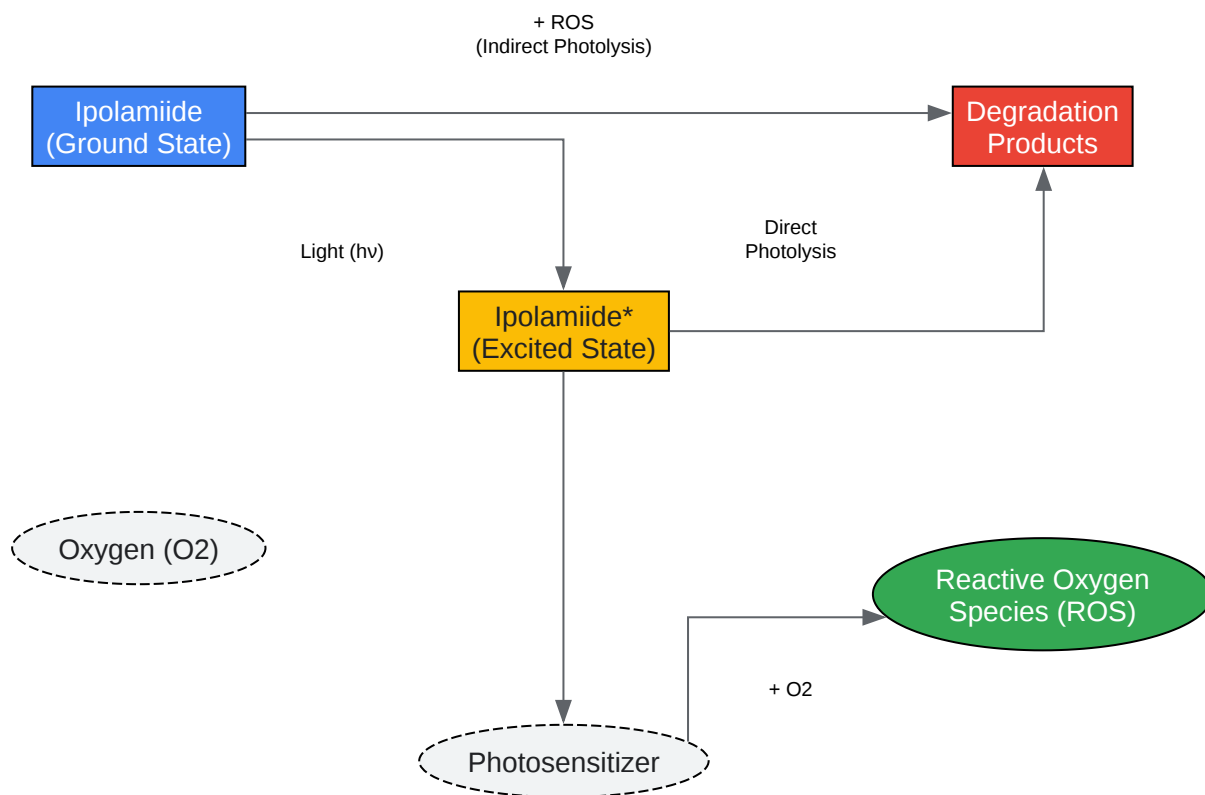 + ROS
(Indirect Photolysis)
Ipolamiide
(Ground State)
Degradation
Products
Light (hν)
Direct
Photolysis
Ipolamiide*
(Excited State)
Oxygen (O2)
Reactive Oxygen
Species (ROS)
+ O2
Photosensitizer